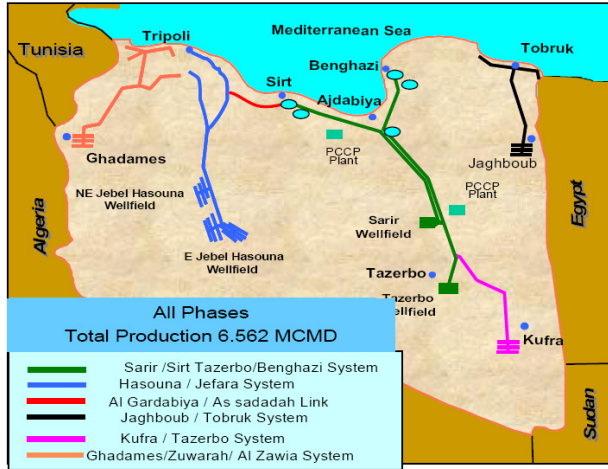 Tunisia
Tripoli
Mediterranean Sea
Tobruk
Benghazi
Sirt
Ajdabiya
PCCP
Plant
Ghadames
Jaghboub
NE Jebel Hasouna
Wellfield
PCCP
Plant
Algeria
Egypt
Sarir
Wellfield
E Jebel Hasouna
Wellfield
Tazerbo
Tazerbo
Wellfield
Kufra
Sudan
All Phases
Total Production 6.562 MCMD
Sarir /Sirt Tazerbo/Benghazi System
Hasouna / Jefara System
Al Gardabiya / As sadadah Link
Jaghboub / Tobruk System
Kufra / Tazerbo System
Ghadames/Zuwarah/ Al Zawia System